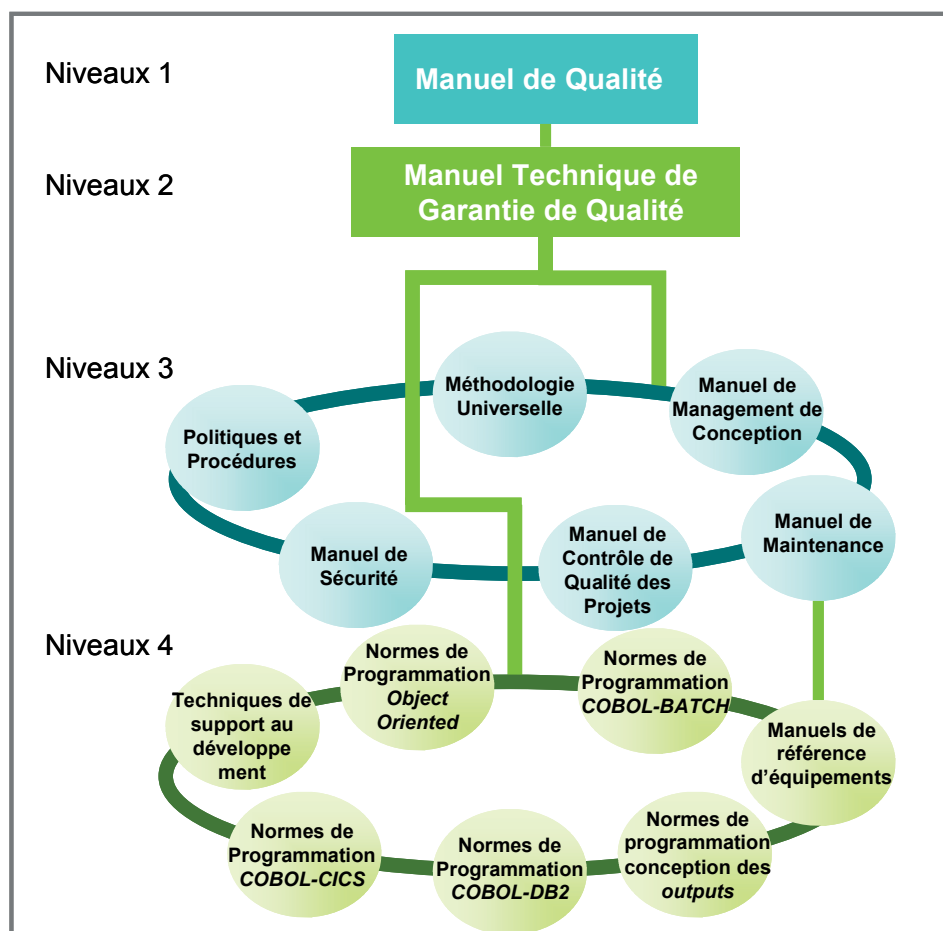 Niveaux 1
Manuel de Qualité
Niveaux 2
Manuel Technique de
Garantie de Qualité
Niveaux 3
Politiques et
Procédures
Méthodologie
Universelle
Manuel de
Management de
Conception
Manuel de
Sécurité
Manuel de
Contrôle de
Qualité des
Projets
Manuel de
Maintenance
Niveaux 4
Techniques de
support au
développe
ment
Normes de
Programmation
Object
Oriented
Normes de
Programmation
COBOL-BATCH
Manuels de
référence
d'équipements
Normes de
Programmation
COBOL-CICS
Normes de
Programmation
COBOL-DB2
Normes de
programmation
conception des
outputs